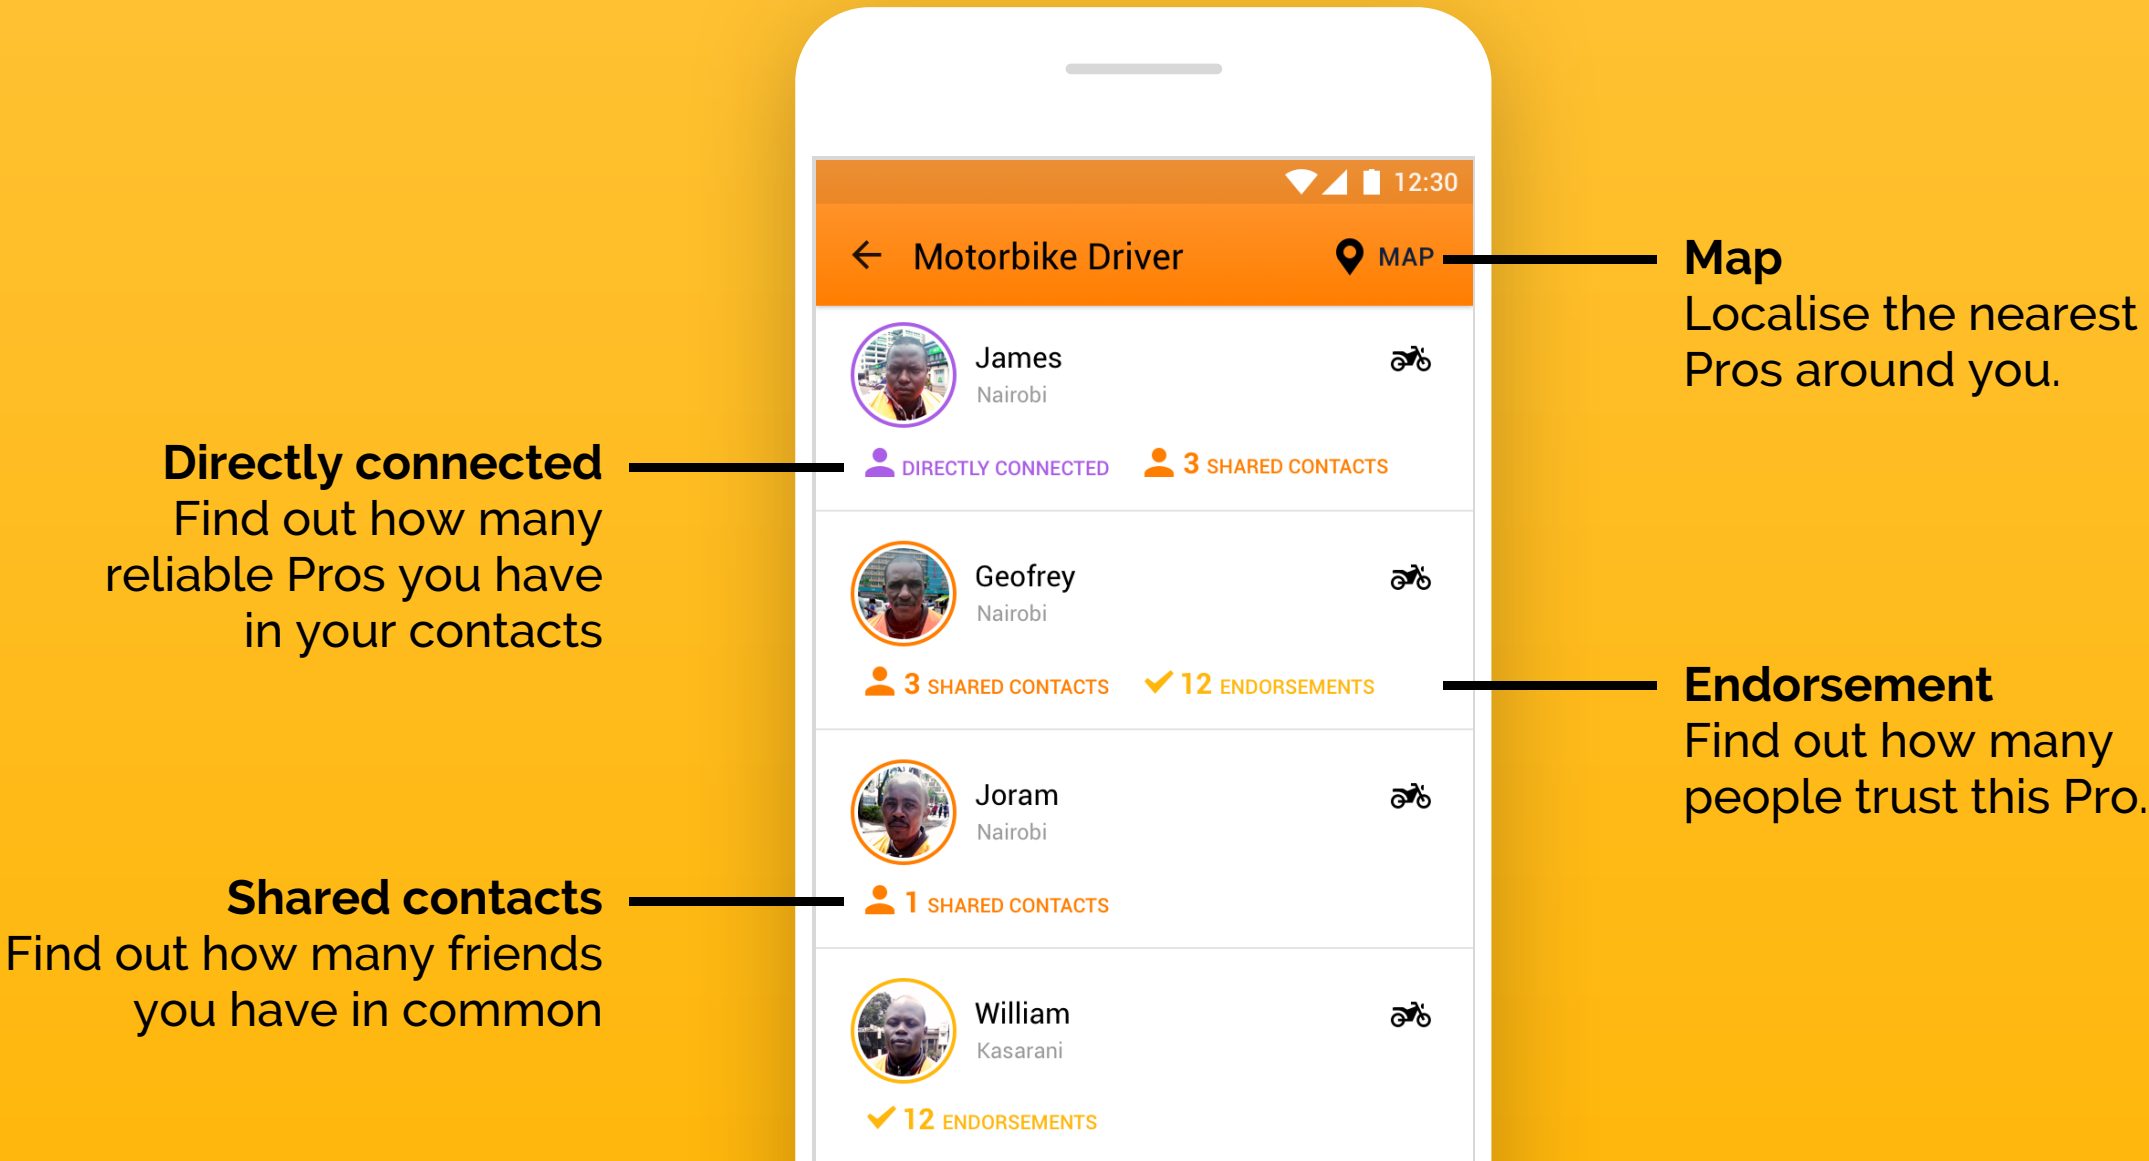 12:30
Motorbike Driver
MAP
James
Nairobi
DIRECTLY CONNECTED
3 SHARED CONTACTS
Geofrey
Nairobi
3 SHARED CONTACTS
12 ENDORSEMENTS
Joram
Nairobi
1 SHARED CONTACTS
William
Kasarani
12 ENDORSEMENTS
Directly connected
Find out how many
reliable Pros you have
in your contacts
Shared contacts
Find out how many friends
you have in common
Map
Localise the nearest
Pros around you.
Endorsement
Find out how many
people trust this Pro.